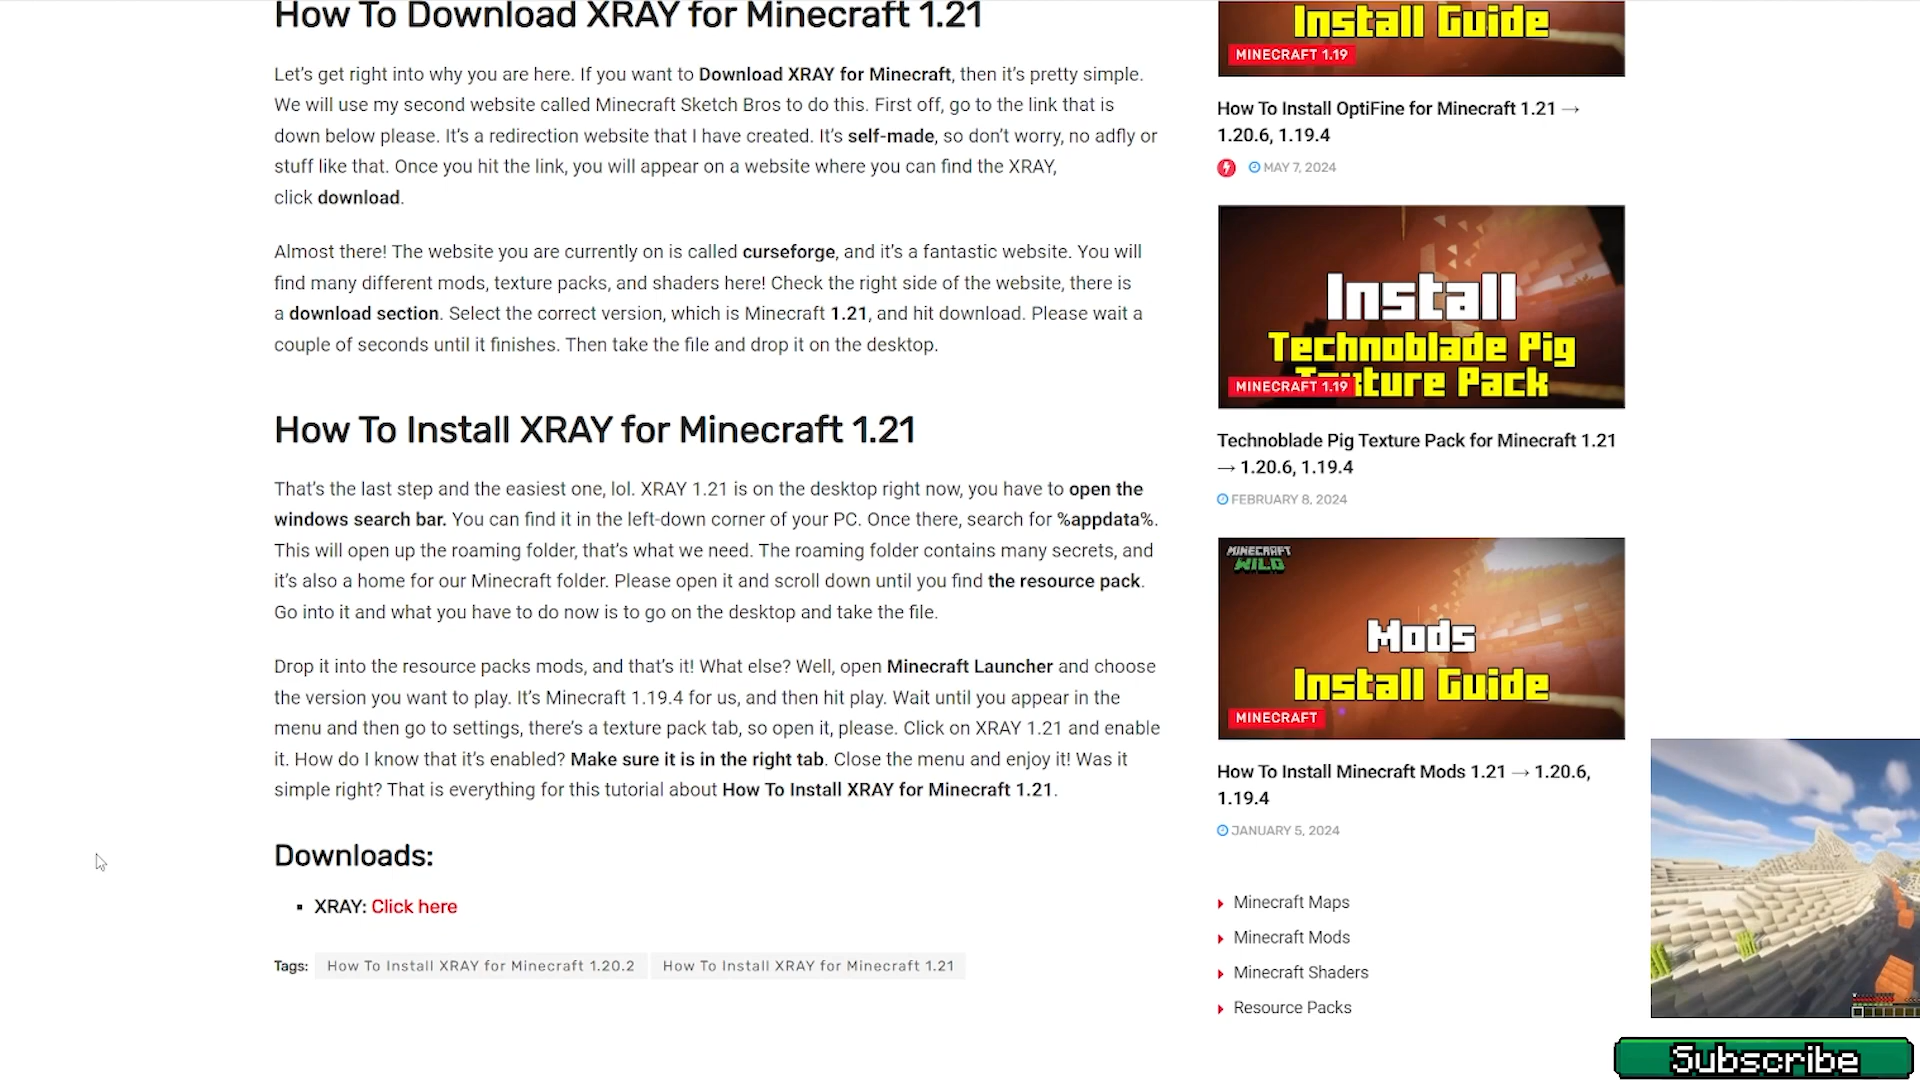 How To Download XRAY for Minecraft 1.21
Let's get right into why you are here. If you want to Download XRAY for Minecraft, then it's pretty simple.
We will use my second website called Minecraft Sketch Bros to do this. First off, go to the link that is
down below please. It's a redirection website that I have created. It's self-made, so don't worry, no adfly or
stuff like that. Once you hit the link, you will appear on a website where you can find the XRAY,
click download.
Almost there! The website you are currently on is called curseforge, and it's a fantastic website. You will
find many different mods, texture packs, and shaders here! Check the right side of the website, there is
a download section. Select the correct version, which is Minecraft 1.21, and hit download. Please wait a
couple of seconds until it finishes. Then take the file and drop it on the desktop.
How To Install XRAY for Minecraft 1.21
That's the last step and the easiest one, lol. XRAY 1.21 is on the desktop right now, you have to open the
windows search bar. You can find it in the left-down corner of your PC. Once there, search for %appdata%.
This will open up the roaming folder, that's what we need. The roaming folder contains many secrets, and
it's also a home for our Minecraft folder. Please open it and scroll down until you find the resource pack.
Go into it and what you have to do now is to go on the desktop and take the file.
Drop it into the resource packs mods, and that's it! What else? Well, open Minecraft Launcher and choose
the version you want to play. It's Minecraft 1.19.4 for us, and then hit play. Wait until you appear in the
menu and then go to settings, there's a texture pack tab, so open it, please. Click on XRAY 1.21 and enable
it. How do I know that it's enabled? Make sure it is in the right tab. Close the menu and enjoy it! Was it
simple right? That is everything for this tutorial about How To Install XRAY for Minecraft 1.21.
Downloads:
▪ XRAY: Click here
Tags: How To Install XRAY for Minecraft 1.20.2 How To Install XRAY for Minecraft 1.21
Install Guide
MINECRAFT 1.19
How To Install OptiFine for Minecraft 1.21 →
1.20.6, 1.19.4
MAY 7, 2024
Install
Technoblade Pig
Texture Pack
MINECRAFT 1.19
Technoblade Pig Texture Pack for Minecraft 1.21
→ 1.20.6, 1.19.4
FEBRUARY 8, 2024
MINECRAFT
WILD
Mods
Install Guide
MINECRAFT
How To Install Minecraft Mods 1.21 → 1.20.6,
1.19.4
JANUARY 5, 2024
Minecraft Maps
Minecraft Mods
Minecraft Shaders
Resource Packs
Subscribe